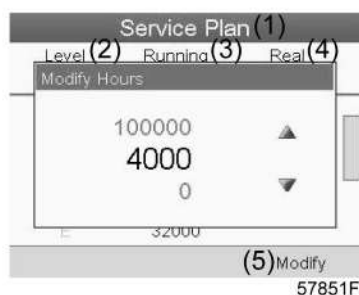 Service Plan (1)
Level (2) Running (3) Real (4)
Modify Hours
100000
4000
0
E 32000
(5) Modify
57851F